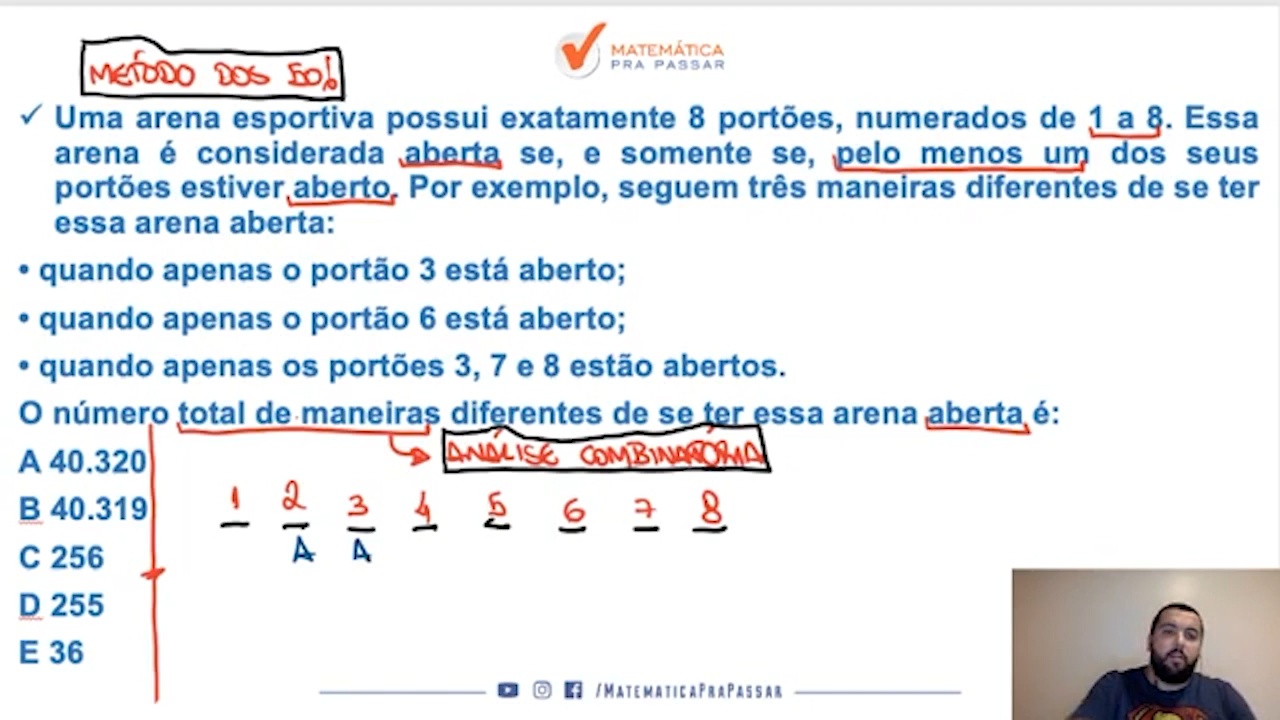 MATEMÁTICA
PRA PASSAR
METÓDO DOS 50%
✓ Uma arena esportiva possui exatamente 8 portões, numerados de 1 a 8. Essa
arena é considerada aberta se, e somente se, pelo menos um dos seus
portões estiver aberto. Por exemplo, seguem três maneiras diferentes de se ter
essa arena aberta:
• quando apenas o portão 3 está aberto;
• quando apenas o portão 6 está aberto;
• quando apenas os portões 3, 7 e 8 estão abertos.
O número total de maneiras diferentes de se ter essa arena aberta é:
ANÁLISE COMBINATÓRIA
A 40.320
B 40.319
C 256
D 255
E 36
1 2 3 4 5 6 7 8
A A
/MATEMATICAPRAPASSAR